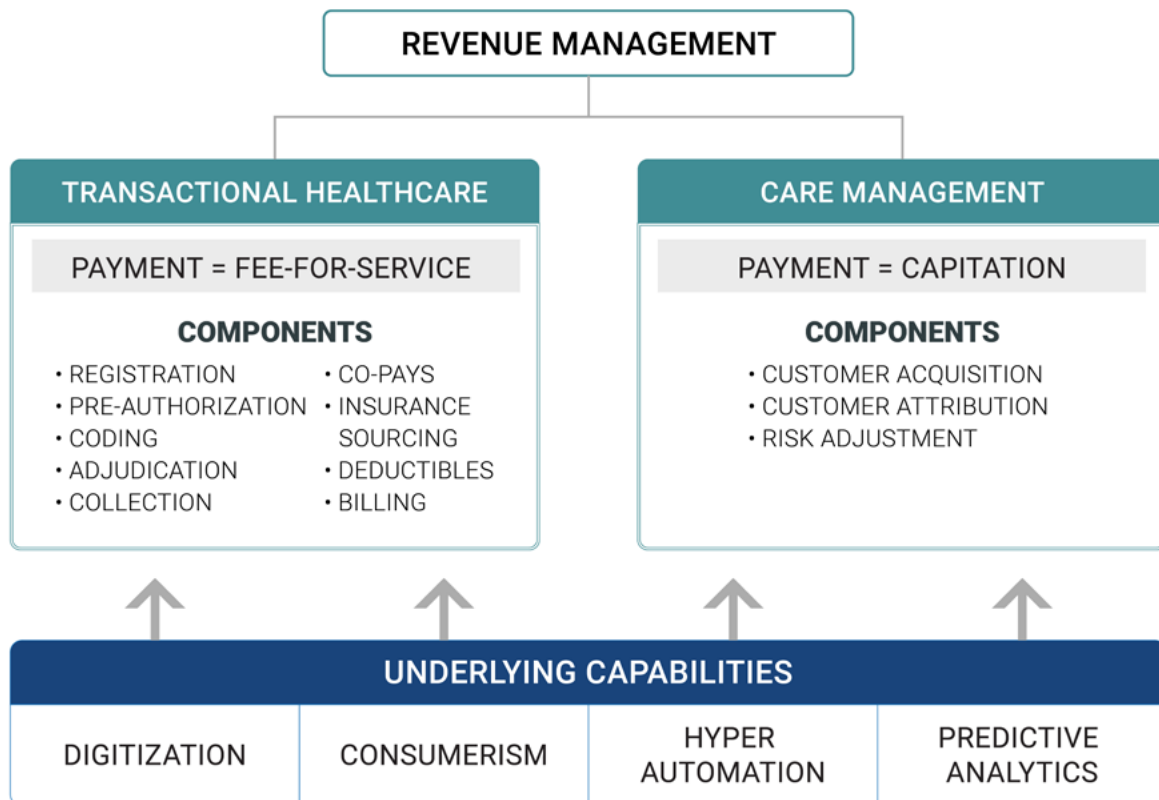 REVENUE MANAGEMENT
TRANSACTIONAL HEALTHCARE
PAYMENT = FEE-FOR-SERVICE
COMPONENTS
• REGISTRATION
• PRE-AUTHORIZATION
• CODING
• ADJUDICATION
• COLLECTION
• CO-PAYS
• INSURANCE
SOURCING
• DEDUCTIBLES
• BILLING
CARE MANAGEMENT
PAYMENT = CAPITATION
COMPONENTS
• CUSTOMER ACQUISITION
• CUSTOMER ATTRIBUTION
• RISK ADJUSTMENT
UNDERLYING CAPABILITIES
DIGITIZATION
CONSUMERISM
HYPER
AUTOMATION
PREDICTIVE
ANALYTICS